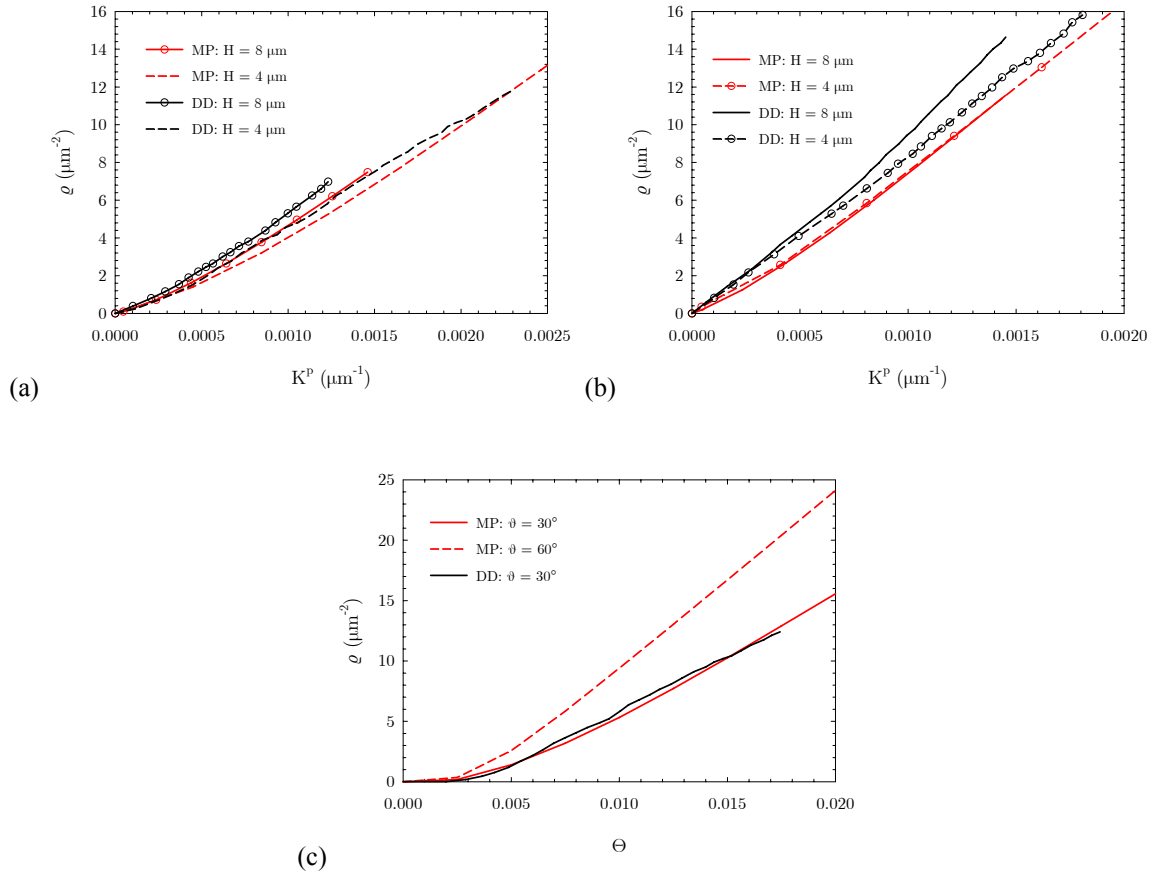 16
14
12
10
8
6
4
2
0
ϱ (μm-2)
MP: H = 8 μm
MP: H = 4 μm
DD: H = 8 μm
DD: H = 4 μm
0.0000 0.0005 0.0010 0.0015 0.0020 0.0025
Kp (μm-1)
(a)
16
14
12
10
8
6
4
2
0
ϱ (μm-2)
MP: H = 8 μm
MP: H = 4 μm
DD: H = 8 μm
DD: H = 4 μm
0.0000 0.0005 0.0010 0.0015 0.0020
Kp (μm-1)
(b)
25
20
15
10
5
0
ϱ (μm-2)
MP: ϑ = 30°
MP: ϑ = 60°
DD: ϑ = 30°
0.000 0.005 0.010 0.015 0.020
Θ
(c)